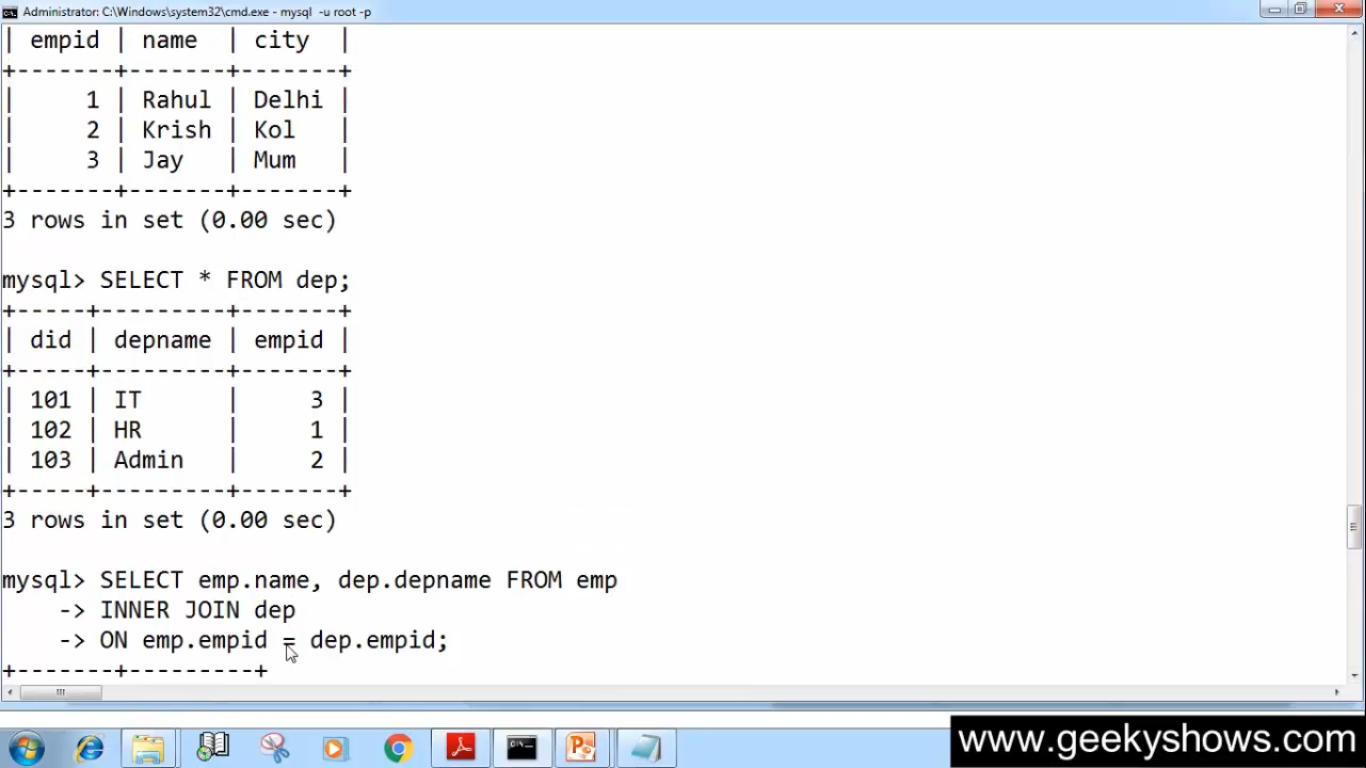 Administrator: C:\Windows\system32\cmd.exe - mysql -u root -p
| empid | name | city |
+-------+-------+-------+
| 1 | Rahul | Delhi |
| 2 | Krish | Kol |
| 3 | Jay | Mum |
+-------+-------+-------+
3 rows in set (0.00 sec)
mysql> SELECT * FROM dep;
+-----+---------+-------+
| did | depname | empid |
+-----+---------+-------+
| 101 | IT | 3 |
| 102 | HR | 1 |
| 103 | Admin | 2 |
+-----+---------+-------+
3 rows in set (0.00 sec)
mysql> SELECT emp.name, dep.depname FROM emp
-> INNER JOIN dep
-> ON emp.empid = dep.empid;
+-------+---------+
www.geekyshows.com